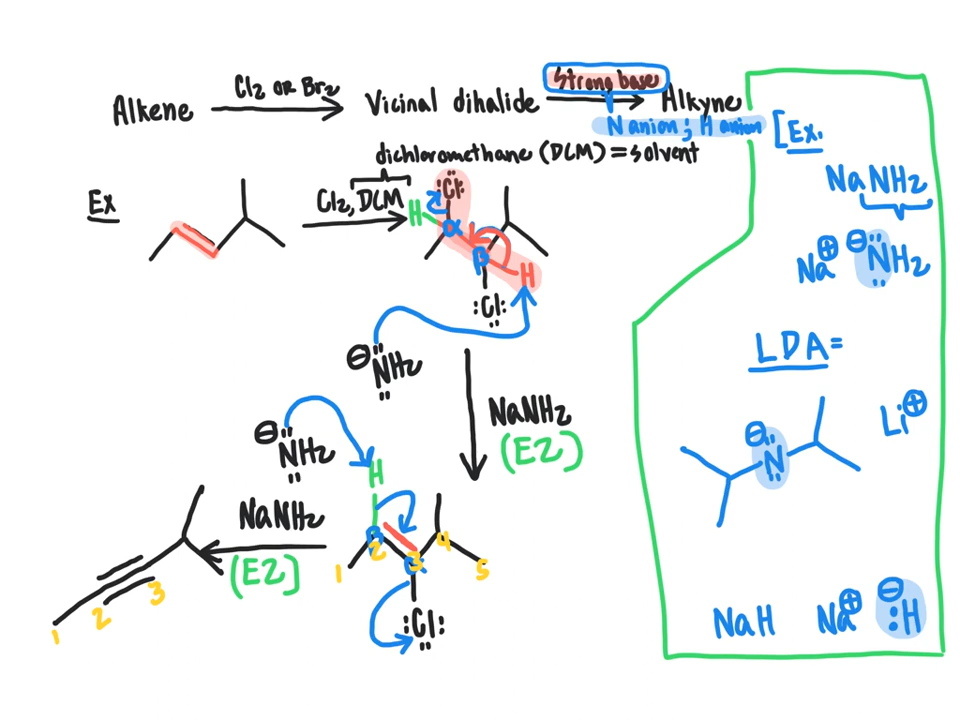 Alkene Cl2 OR Br2 Vicinal dihalide Strong base Alkyne
N anion ; H anion [Ex.
dichloromethane (DCM) = solvent
Ex Cl2, DCM
H :Cl: α β H :Cl:
NaNH2
Na⊕ ⊖NH2
LDA=
⊖N Li⊕
NaH Na⊕ ⊖:H
⊖NH2
NaNH2
(E2)
⊖NH2
H
NaNH2
(E2)
1 2 3 4 5
β α
:Cl:
1 2 3